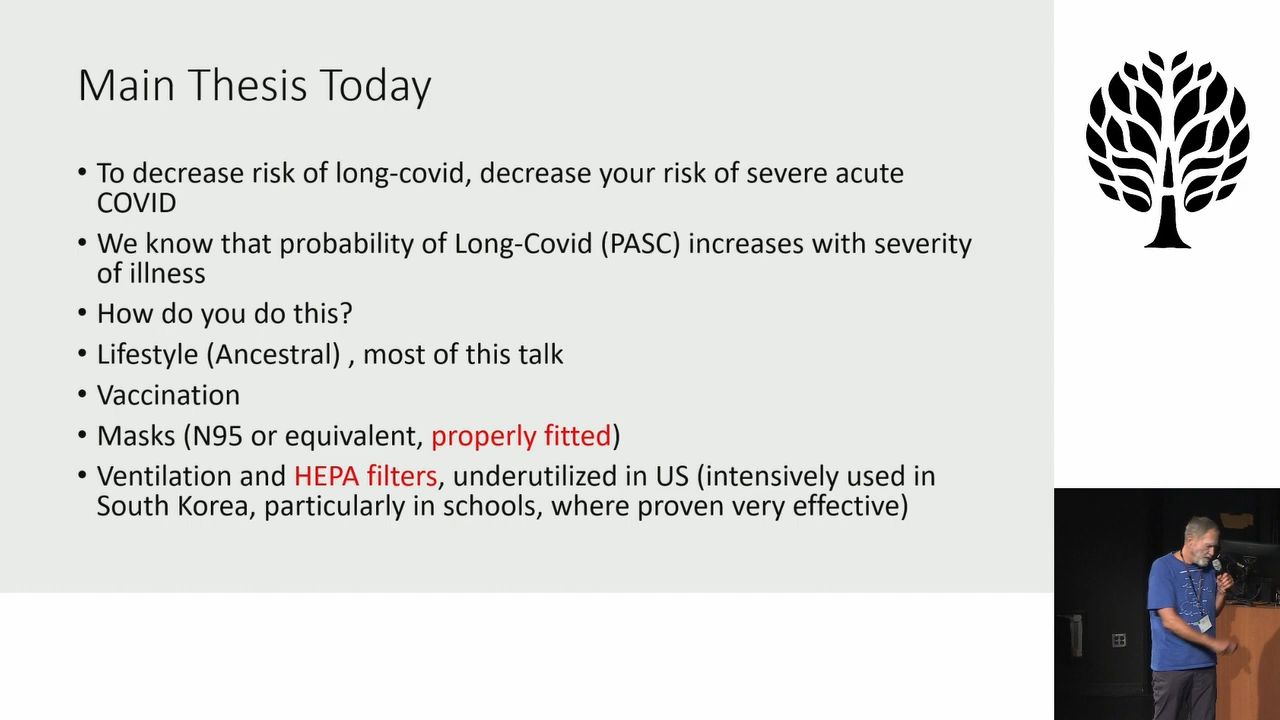 Main Thesis Today
• To decrease risk of long-covid, decrease your risk of severe acute
COVID
• We know that probability of Long-Covid (PASC) increases with severity
of illness
• How do you do this?
• Lifestyle (Ancestral) , most of this talk
• Vaccination
• Masks (N95 or equivalent, properly fitted)
• Ventilation and HEPA filters, underutilized in US (intensively used in
South Korea, particularly in schools, where proven very effective)